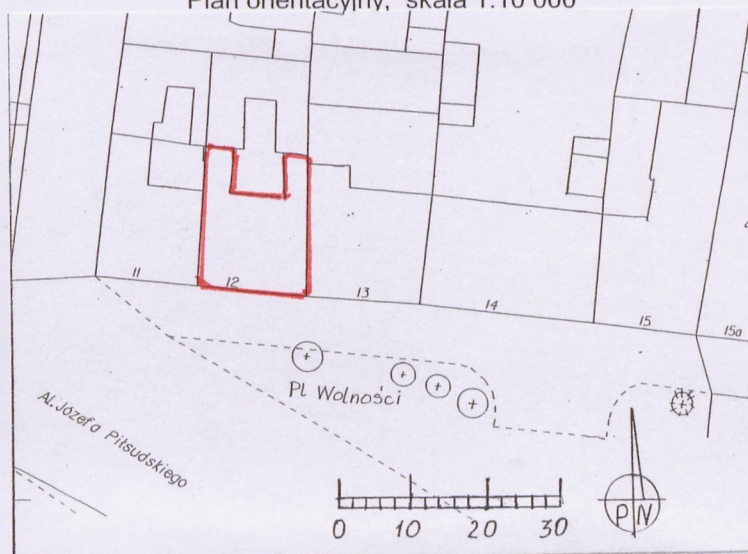 Plan orientacyjny, skala 1:10 000
11
12
13
14
15
15a
Pl. Wolności
Al. Józefa Piłsudskiego
0 10 20 30
P N